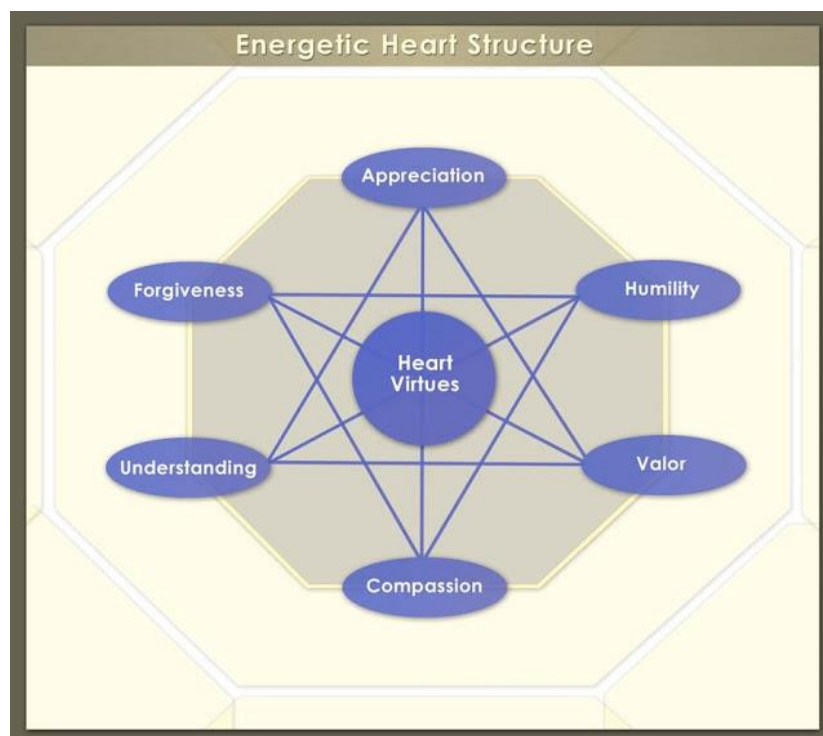 Energetic Heart Structure
Appreciation
Forgiveness
Humility
Heart
Virtues
Understanding
Valor
Compassion